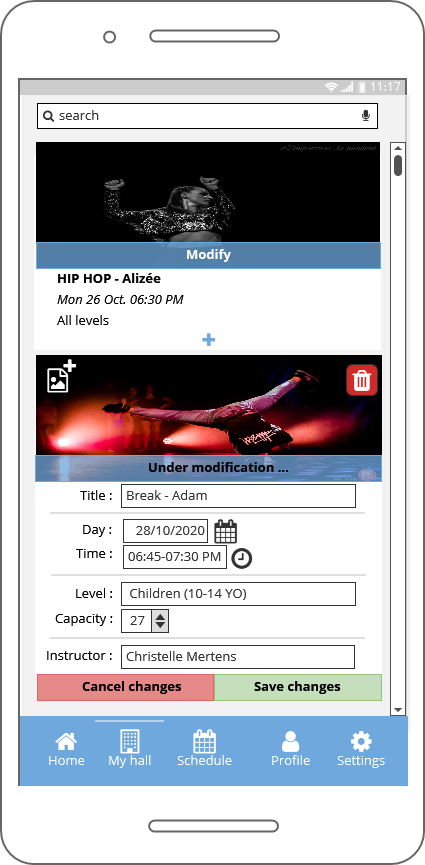 11:17
search
Modify
HIP HOP - Alizée
Mon 26 Oct. 06:30 PM
All levels
Under modification ...
Title : Break - Adam
Day : 28/10/2020
Time : 06:45-07:30 PM
Level : Children (10-14 YO)
Capacity : 27
Instructor : Christelle Mertens
Cancel changes Save changes
Home My hall Schedule Profile Settings